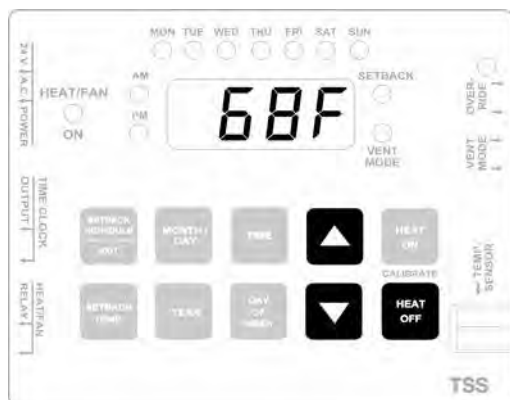 MON TUE WED THU FRI SAT SUN
24 V. A.C. POWER
HEAT/FAN
ON
AM
PM
68F
SETBACK
VENT
MODE
OVER-
RIDE
VENT
MODE
TIME CLOCK
OUTPUT
SETBACK
SCHEDULE
EXIT
MONTH /
DAY
TIME
HEAT
ON
CALIBRATE
TEMP.
SENSOR
HEAT/FAN
RELAY
SETBACK
TEMP.
YEAR
DAY
OF
WEEK
HEAT
OFF
TSS